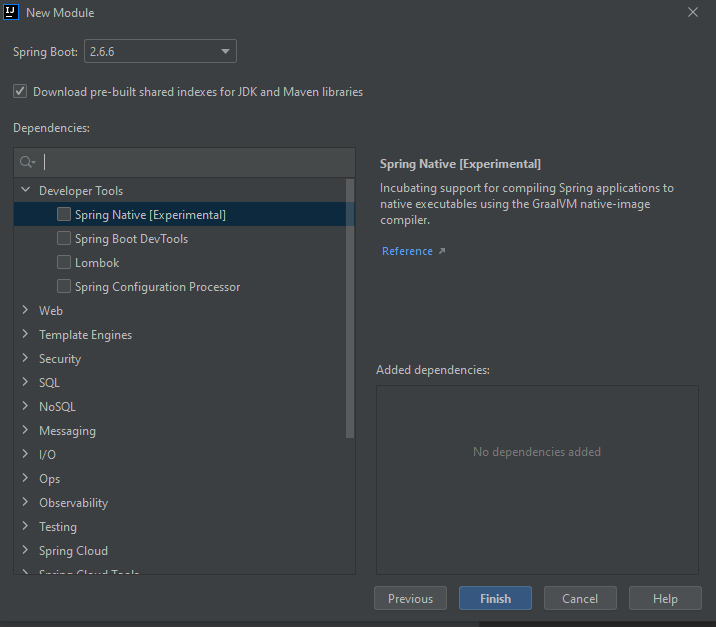 IJ
New Module
Spring Boot: 2.6.6
Download pre-built shared indexes for JDK and Maven libraries
Dependencies:
Developer Tools
Spring Native [Experimental]
Spring Boot DevTools
Lombok
Spring Configuration Processor
Web
Template Engines
Security
SQL
NoSQL
Messaging
I/O
Ops
Observability
Testing
Spring Cloud
Spring Cloud Tools
Spring Native [Experimental]
Incubating support for compiling Spring applications to
native executables using the GraalVM native-image
compiler.
Reference
Added dependencies:
No dependencies added
Previous
Finish
Cancel
Help